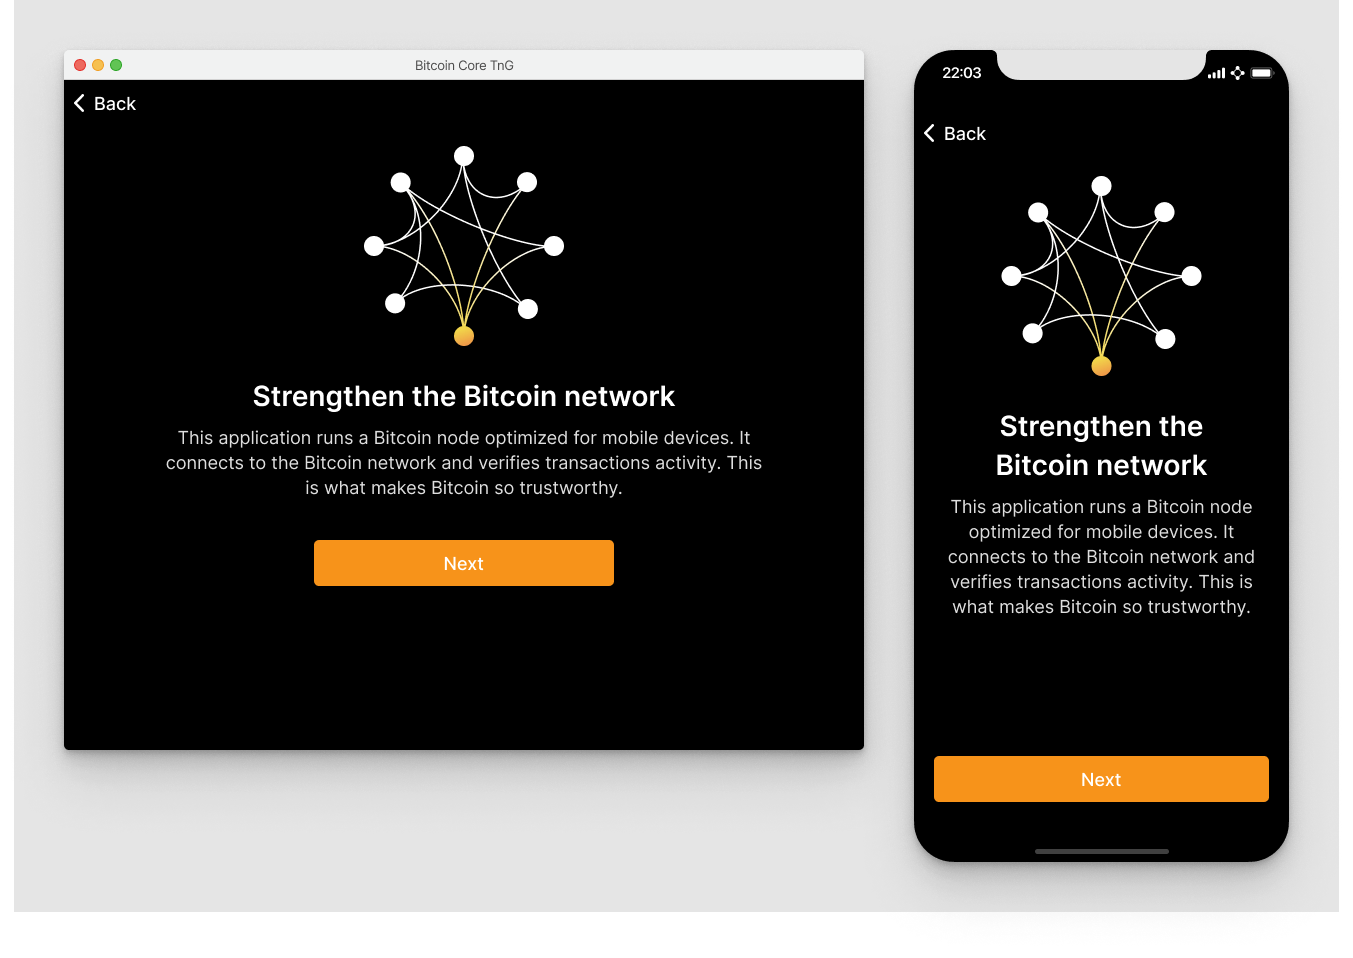 Bitcoin Core TnG
Back
Strengthen the Bitcoin network
This application runs a Bitcoin node optimized for mobile devices. It
connects to the Bitcoin network and verifies transactions activity. This
is what makes Bitcoin so trustworthy.
Next
22:03
Back
Strengthen the
Bitcoin network
This application runs a Bitcoin node
optimized for mobile devices. It
connects to the Bitcoin network and
verifies transactions activity. This is
what makes Bitcoin so trustworthy.
Next